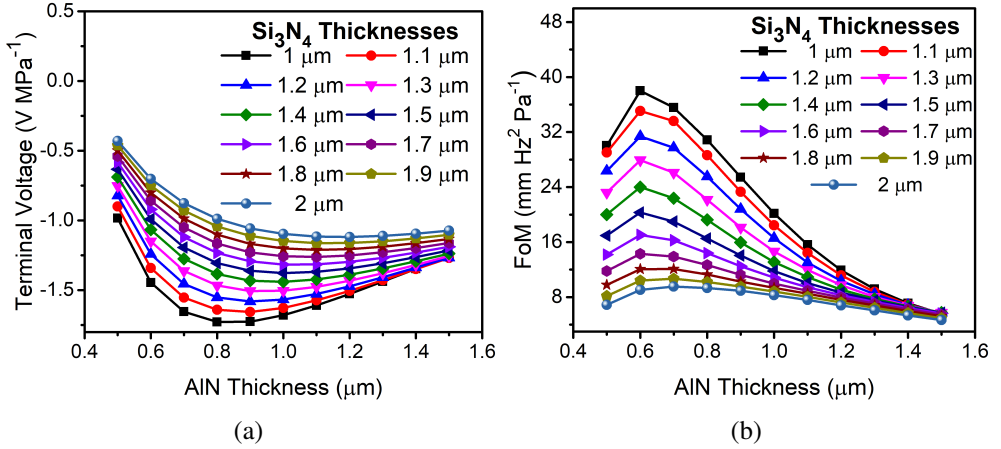 Si3N4 Thicknesses
1 μm
1.1 μm
1.2 μm
1.3 μm
1.4 μm
1.5 μm
1.6 μm
1.7 μm
1.8 μm
1.9 μm
2 μm
Terminal Voltage (V MPa-1)
0.5
0.0
-0.5
-1.0
-1.5
0.4 0.6 0.8 1.0 1.2 1.4 1.6
AlN Thickness (μm)
(a)
Si3N4 Thicknesses
1 μm
1.1 μm
1.2 μm
1.3 μm
1.4 μm
1.5 μm
1.6 μm
1.7 μm
1.8 μm
1.9 μm
2 μm
FoM (mm Hz2 Pa-1)
48
40
32
24
16
8
0.4 0.6 0.8 1.0 1.2 1.4 1.6
AlN Thickness (μm)
(b)